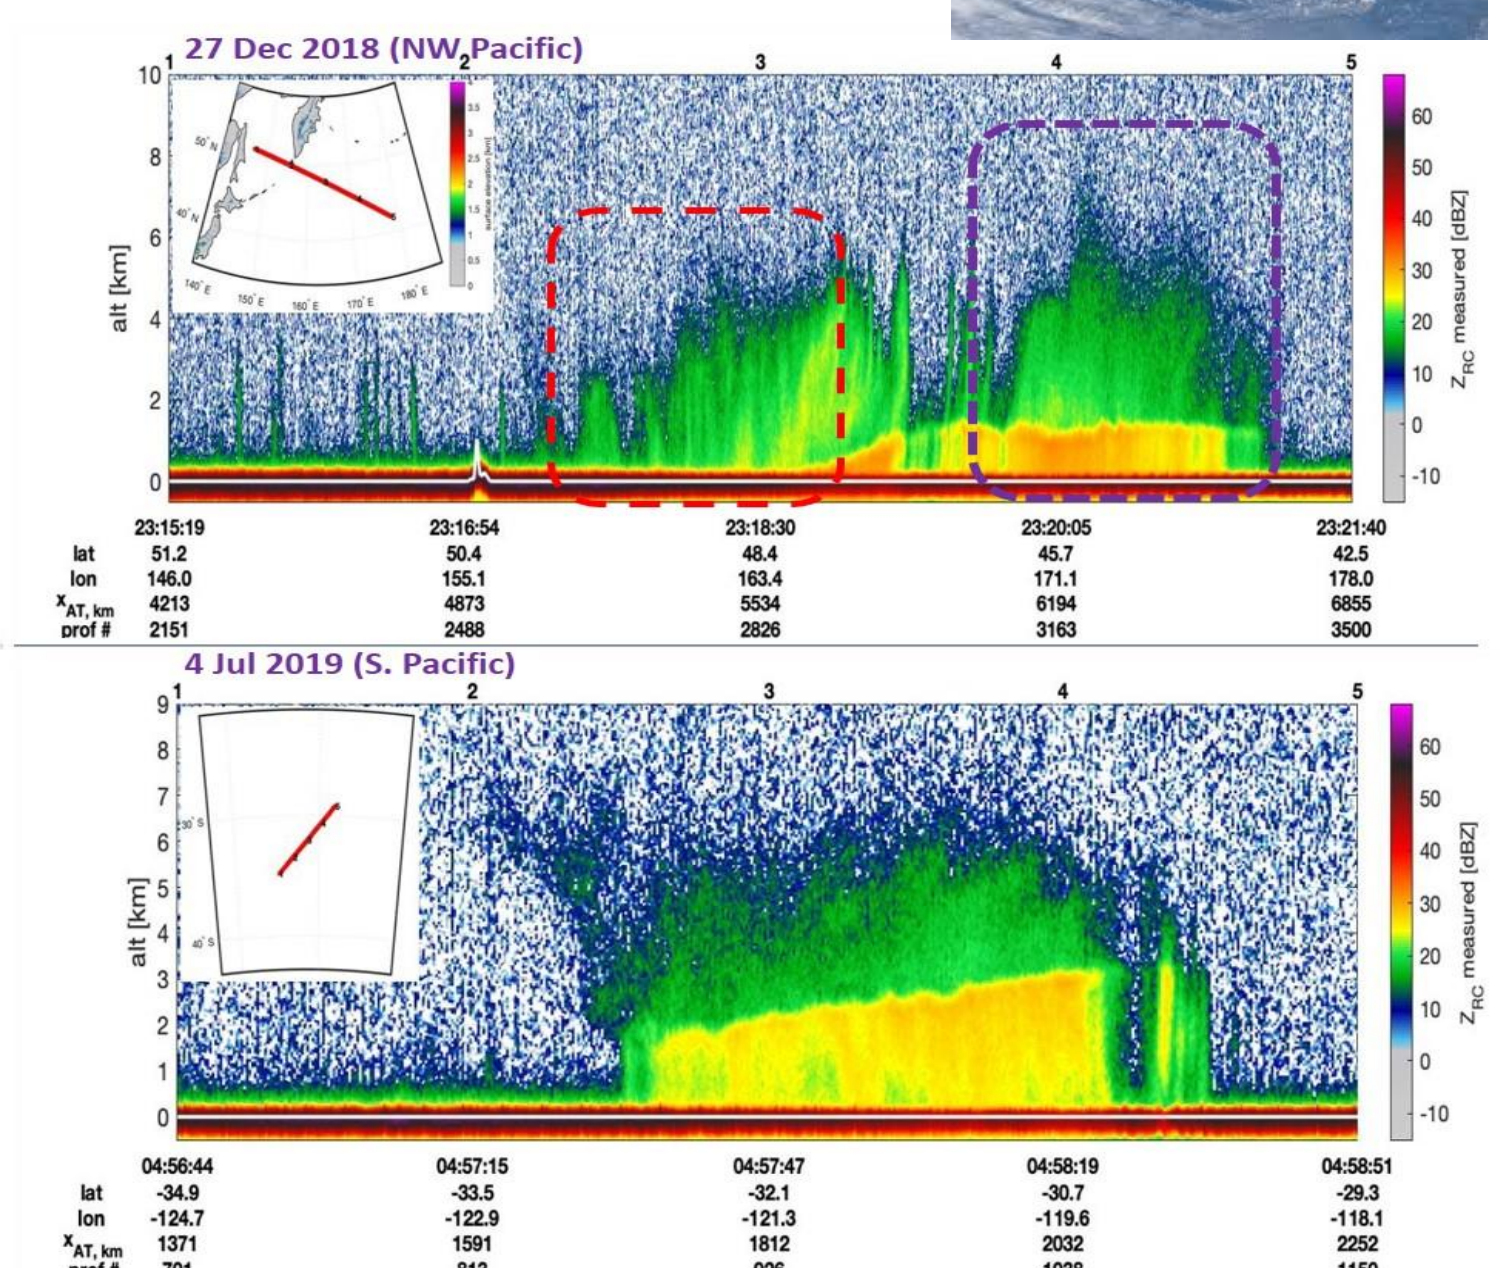 27 Dec 2018 (NW Pacific)
1 2 3 4 5
10
8
6
4
2
0
alt [km]
50° N
40° N
140° E 150° E 160° E 170° E 180° E
3.5
3
2.5
2
1.5
1
0.5
0
surface elevation [km]
60
50
40
30
20
10
0
-10
Z_RC measured [dBZ]
23:15:19 23:16:54 23:18:30 23:20:05 23:21:40
lat 51.2 50.4 48.4 45.7 42.5
lon 146.0 155.1 163.4 171.1 178.0
x_AT, km 4213 4873 5534 6194 6855
prof # 2151 2488 2826 3163 3500
4 Jul 2019 (S. Pacific)
1 2 3 4 5
9
8
7
6
5
4
3
2
1
0
alt [km]
30° S
40° S
60
50
40
30
20
10
0
-10
Z_RC measured [dBZ]
04:56:44 04:57:15 04:57:47 04:58:19 04:58:51
lat -34.9 -33.5 -32.1 -30.7 -29.3
lon -124.7 -122.9 -121.3 -119.6 -118.1
x_AT, km 1371 1591 1812 2032 2252